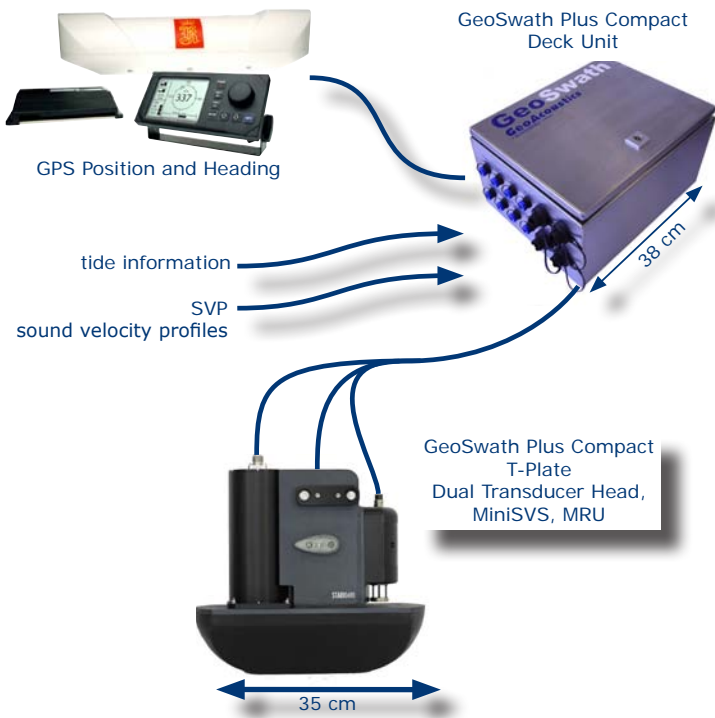 GeoSwath Plus Compact
Deck Unit
GeoSwath
GeoAcoustics
337
GPS Position and Heading
38 cm
tide information
SVP
sound velocity profiles
GeoSwath Plus Compact
T-Plate
Dual Transducer Head,
MiniSVS, MRU
35 cm